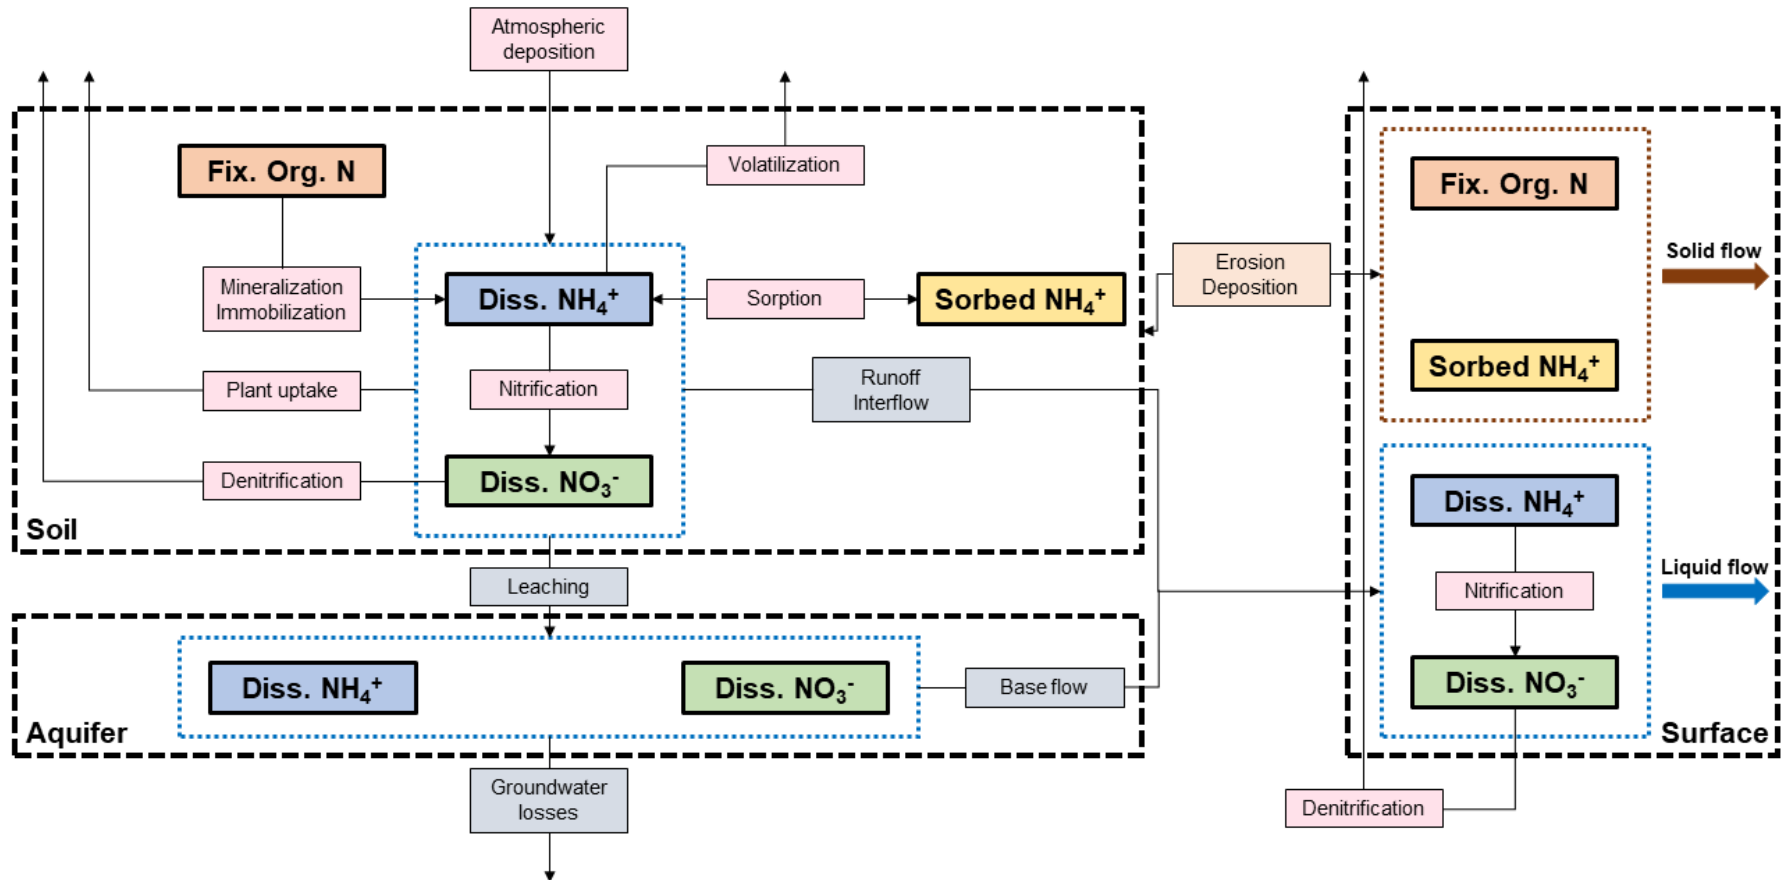 Atmospheric
deposition
Fix. Org. N
Volatilization
Mineralization
Immobilization
Diss. NH₄⁺
Sorption
Sorbed NH₄⁺
Plant uptake
Nitrification
Runoff
Interflow
Denitrification
Diss. NO₃⁻
Soil
Leaching
Diss. NH₄⁺
Diss. NO₃⁻
Base flow
Aquifer
Groundwater
losses
Erosion
Deposition
Fix. Org. N
Solid flow
Sorbed NH₄⁺
Diss. NH₄⁺
Liquid flow
Nitrification
Diss. NO₃⁻
Surface
Denitrification